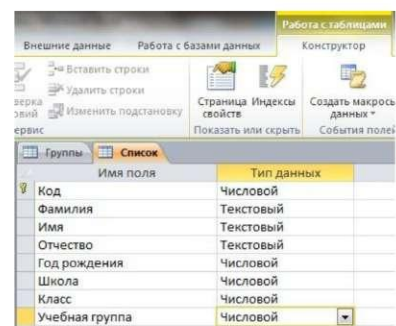 Работа с таблицами
Внешние данные Работа с базами данных Конструктор
Вставить строки
Удалить строки
Изменить подстановку
Страница свойств
Индексы
Создать макросы данных
Показать или скрыть
События полей
Группы Список
Имя поля Тип данных
Код Числовой
Фамилия Текстовый
Имя Текстовый
Отчество Текстовый
Год рождения Числовой
Школа Числовой
Класс Числовой
Учебная группа Числовой